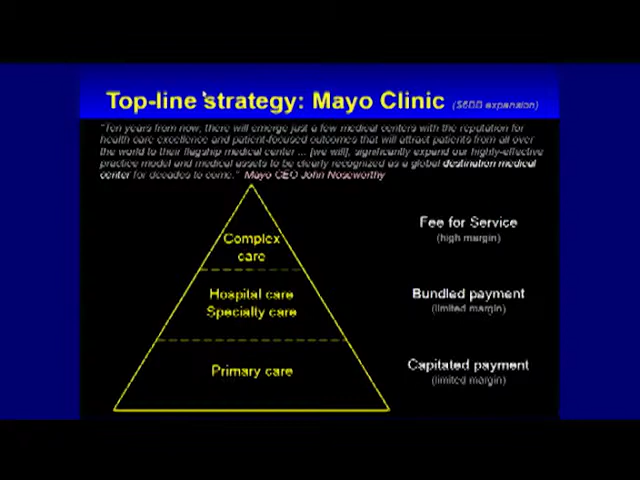 Top-line strategy: Mayo Clinic ($6BB expansion)
"Ten years from now, there will emerge just a few medical centers with the reputation for
health care excellence and patient-focused outcomes that will attract patients from all over
the world to their flagship medical center ... [we will], significantly expand our highly-effective
practice model and medical assets to be clearly recognized as a global destination medical
center for decades to come." Mayo CEO John Noseworthy
Complex
care
Fee for Service
(high margin)
Hospital care
Specialty care
Bundled payment
(limited margin)
Primary care
Capitated payment
(limited margin)